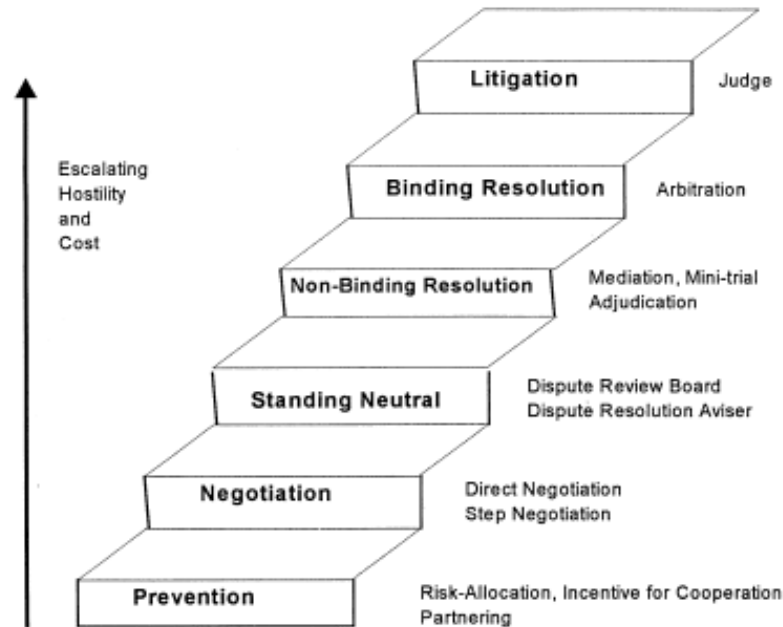 Litigation
Judge
Escalating
Hostility
and
Cost
Binding Resolution
Arbitration
Non-Binding Resolution
Mediation, Mini-trial
Adjudication
Standing Neutral
Dispute Review Board
Dispute Resolution Aviser
Negotiation
Direct Negotiation
Step Negotiation
Prevention
Risk-Allocation, Incentive for Cooperation
Partnering